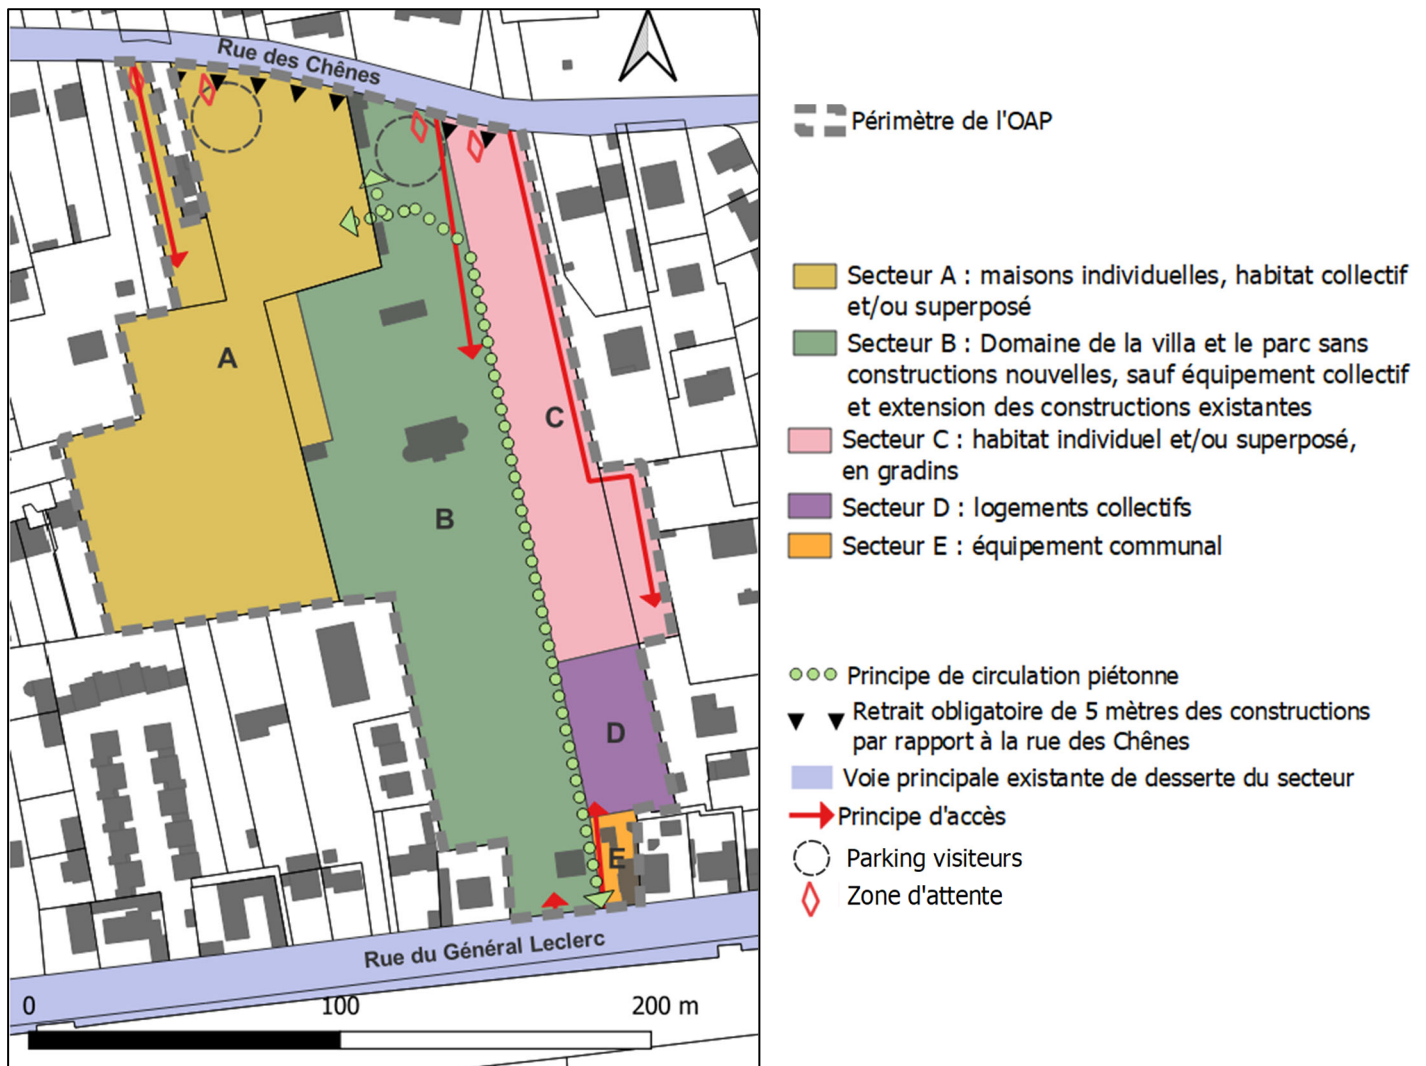 Rue des Chênes
A
B
C
D
E
Rue du Général Leclerc
0
100
200 m
Périmètre de l'OAP
Secteur A : maisons individuelles, habitat collectif
et/ou superposé
Secteur B : Domaine de la villa et le parc sans
constructions nouvelles, sauf équipement collectif
et extension des constructions existantes
Secteur C : habitat individuel et/ou superposé,
en gradins
Secteur D : logements collectifs
Secteur E : équipement communal
Principe de circulation piétonne
Retrait obligatoire de 5 mètres des constructions
par rapport à la rue des Chênes
Voie principale existante de desserte du secteur
Principe d'accès
Parking visiteurs
Zone d'attente